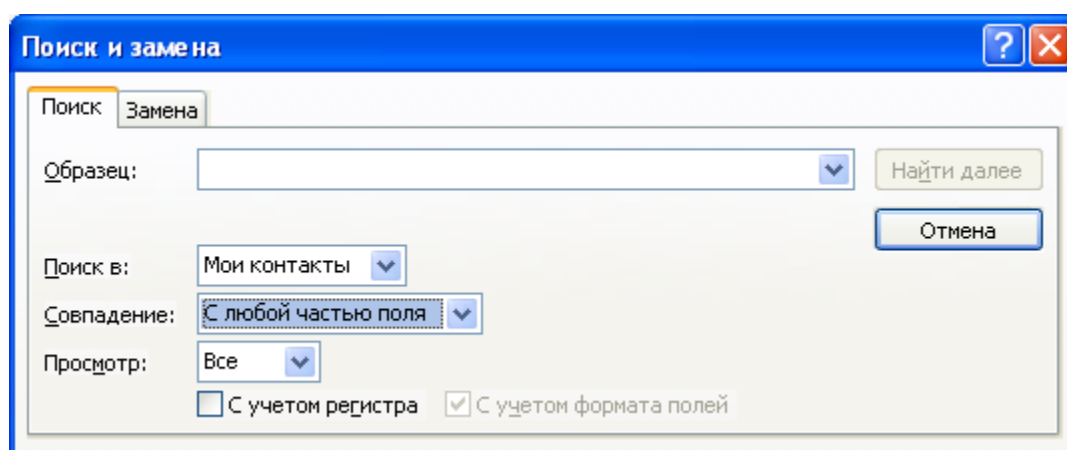 Поиск и замена
Поиск Замена
Образец: Найти далее
Отмена
Поиск в: Мои контакты
Совпадение: С любой частью поля
Просмотр: Все
С учетом регистра С учетом формата полей